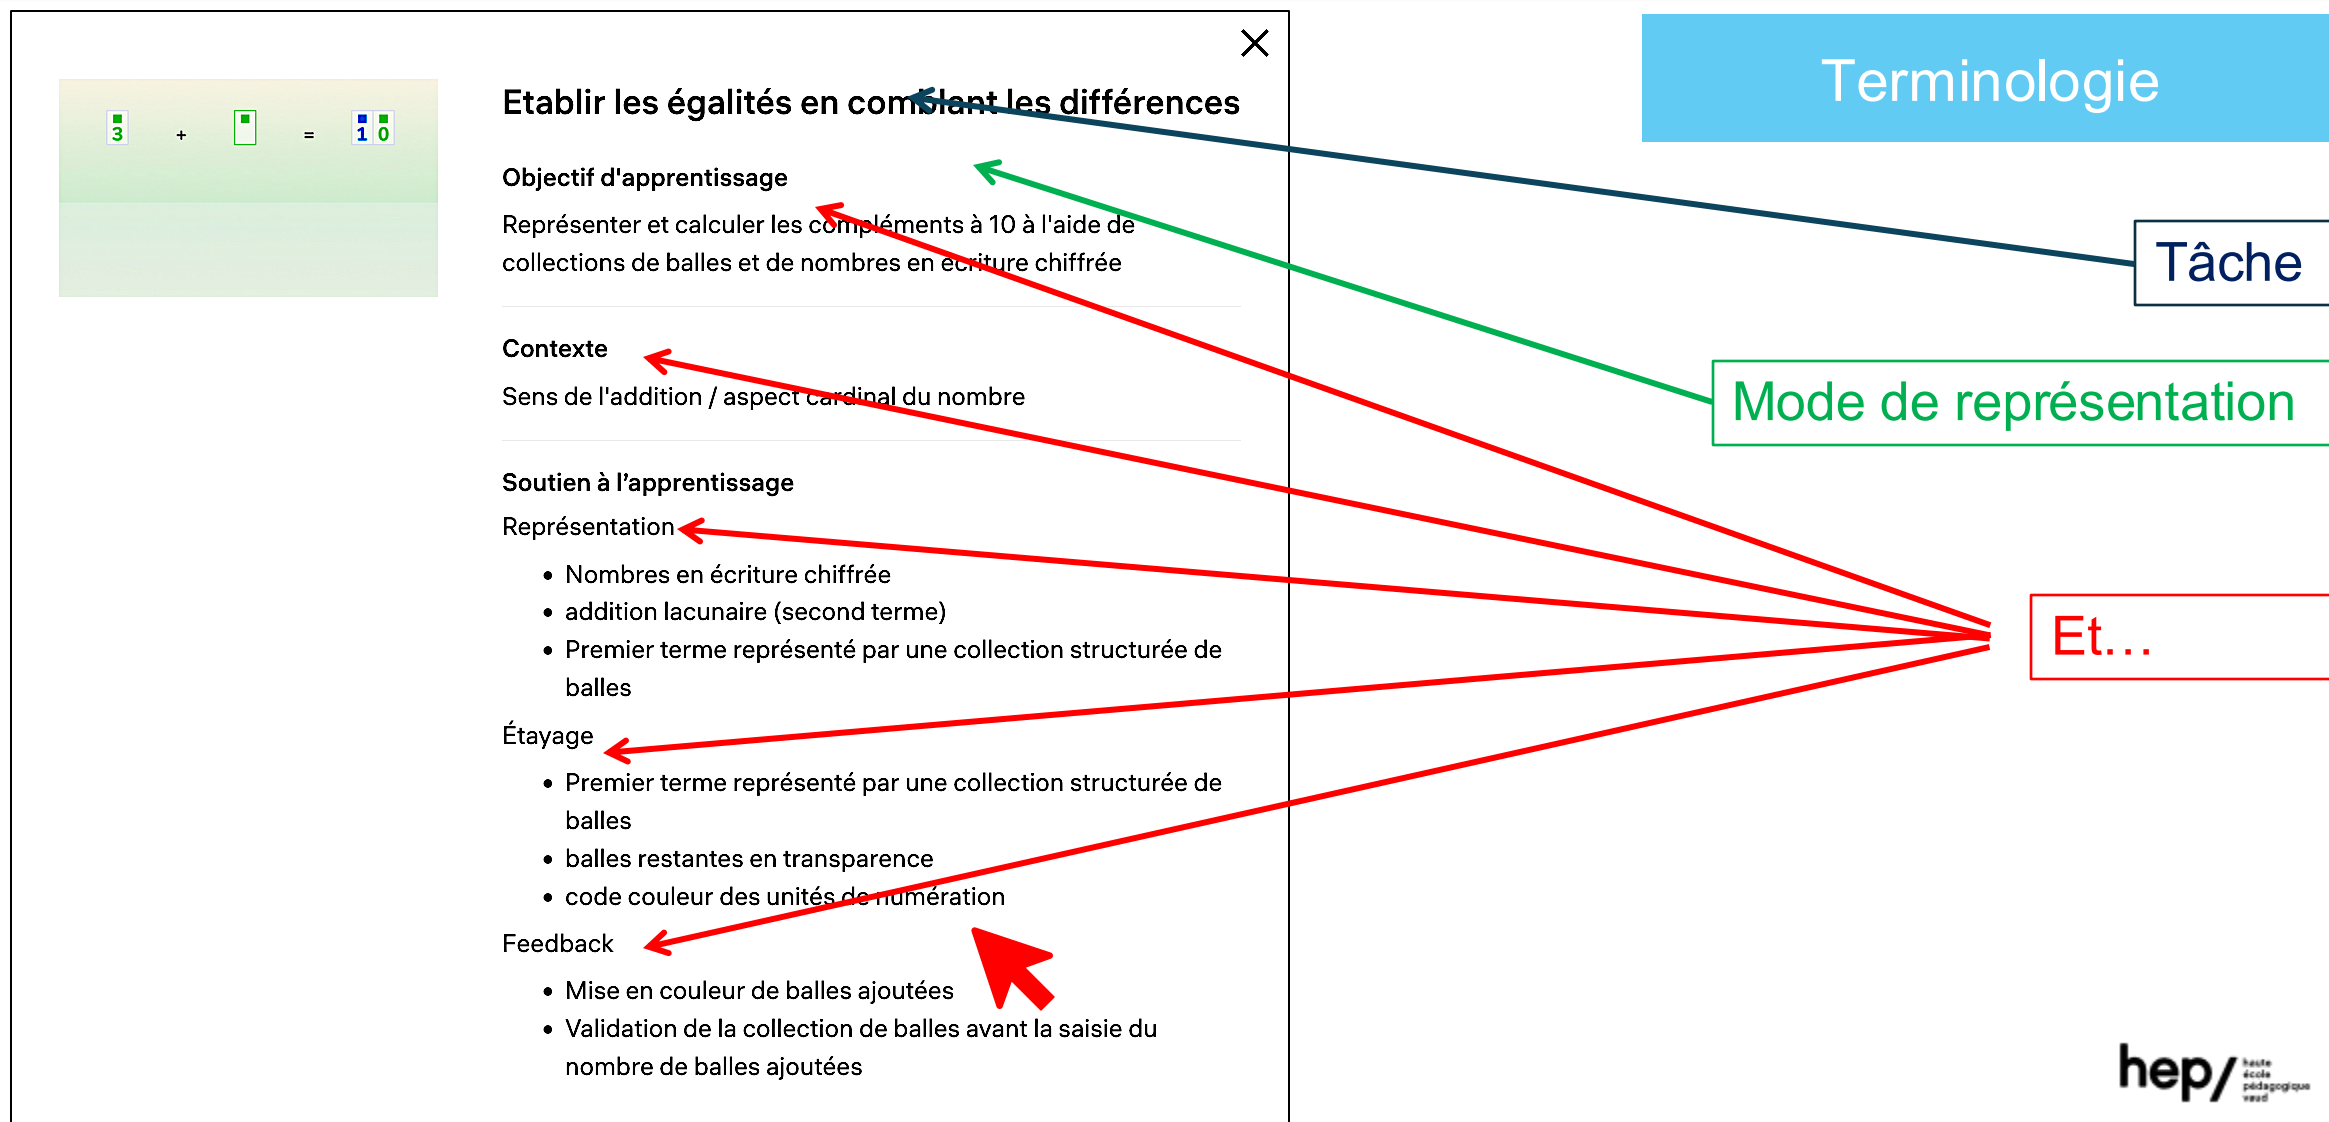 Terminologie
3 + = 10
Etablir les égalités en comblant les différences
Objectif d'apprentissage
Représenter et calculer les compléments à 10 à l'aide de
collections de balles et de nombres en écriture chiffrée
Contexte
Sens de l'addition / aspect cardinal du nombre
Soutien à l’apprentissage
Représentation
• Nombres en écriture chiffrée
• addition lacunaire (second terme)
• Premier terme représenté par une collection structurée de
balles
Étayage
• Premier terme représenté par une collection structurée de
balles
• balles restantes en transparence
• code couleur des unités de numération
Feedback
• Mise en couleur de balles ajoutées
• Validation de la collection de balles avant la saisie du
nombre de balles ajoutées
Tâche
Mode de représentation
Et...
hep/
haute
école
pédagogique
vaud